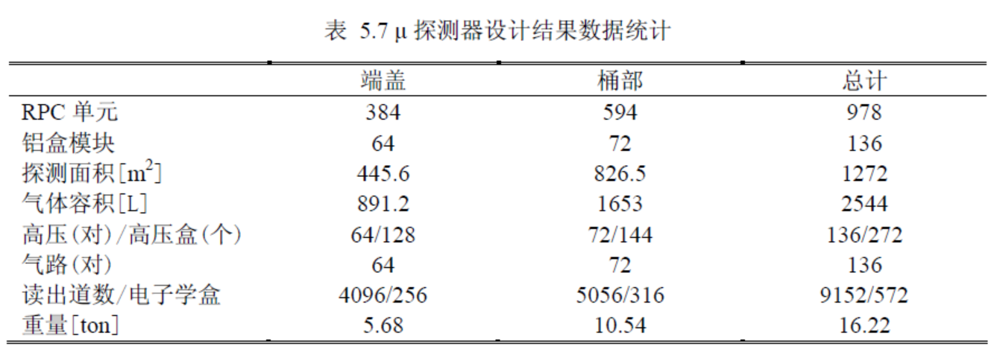 表 5.7 μ 探测器设计结果数据统计
端盖 桶部 总计
RPC 单元 384 594 978
铝盒模块 64 72 136
探测面积[m²] 445.6 826.5 1272
气体容积[L] 891.2 1653 2544
高压(对)/高压盒(个) 64/128 72/144 136/272
气路(对) 64 72 136
读出道数/电子学盒 4096/256 5056/316 9152/572
重量[ton] 5.68 10.54 16.22